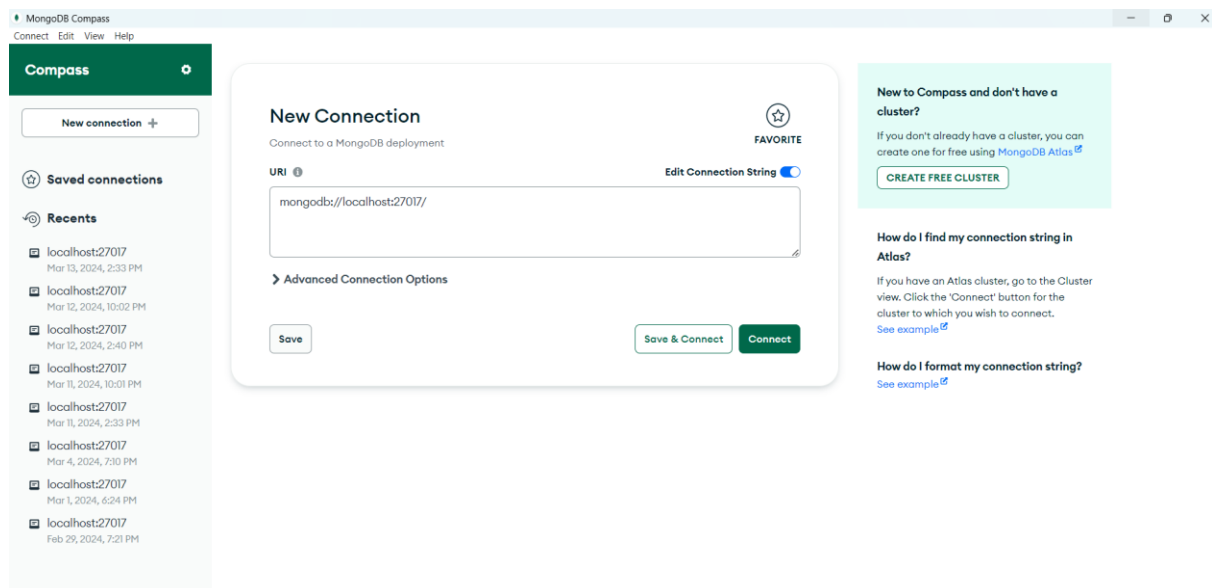 MongoDB Compass
Connect Edit View Help
Compass
New connection +
Saved connections
Recents
localhost:27017
Mar 13, 2024, 2:33 PM
localhost:27017
Mar 12, 2024, 10:02 PM
localhost:27017
Mar 12, 2024, 2:40 PM
localhost:27017
Mar 11, 2024, 10:01 PM
localhost:27017
Mar 11, 2024, 2:33 PM
localhost:27017
Mar 4, 2024, 7:10 PM
localhost:27017
Mar 1, 2024, 6:24 PM
localhost:27017
Feb 29, 2024, 7:21 PM
New Connection
Connect to a MongoDB deployment
FAVORITE
URI
Edit Connection String
mongodb://localhost:27017/
Advanced Connection Options
Save
Save & Connect
Connect
New to Compass and don't have a
cluster?
If you don't already have a cluster, you can
create one for free using MongoDB Atlas
CREATE FREE CLUSTER
How do I find my connection string in
Atlas?
If you have an Atlas cluster, go to the Cluster
view. Click the 'Connect' button for the
cluster to which you wish to connect.
See example
How do I format my connection string?
See example